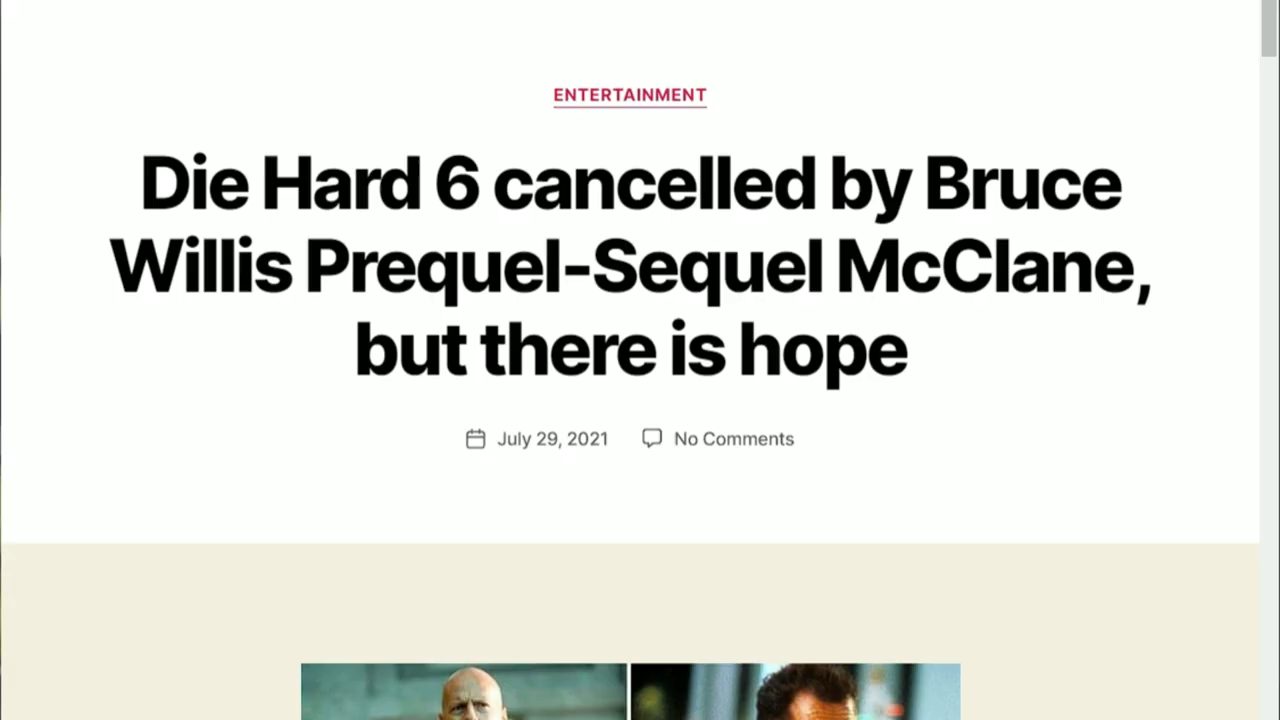 ENTERTAINMENT
Die Hard 6 cancelled by Bruce
Willis Prequel-Sequel McClane,
but there is hope
July 29, 2021 No Comments